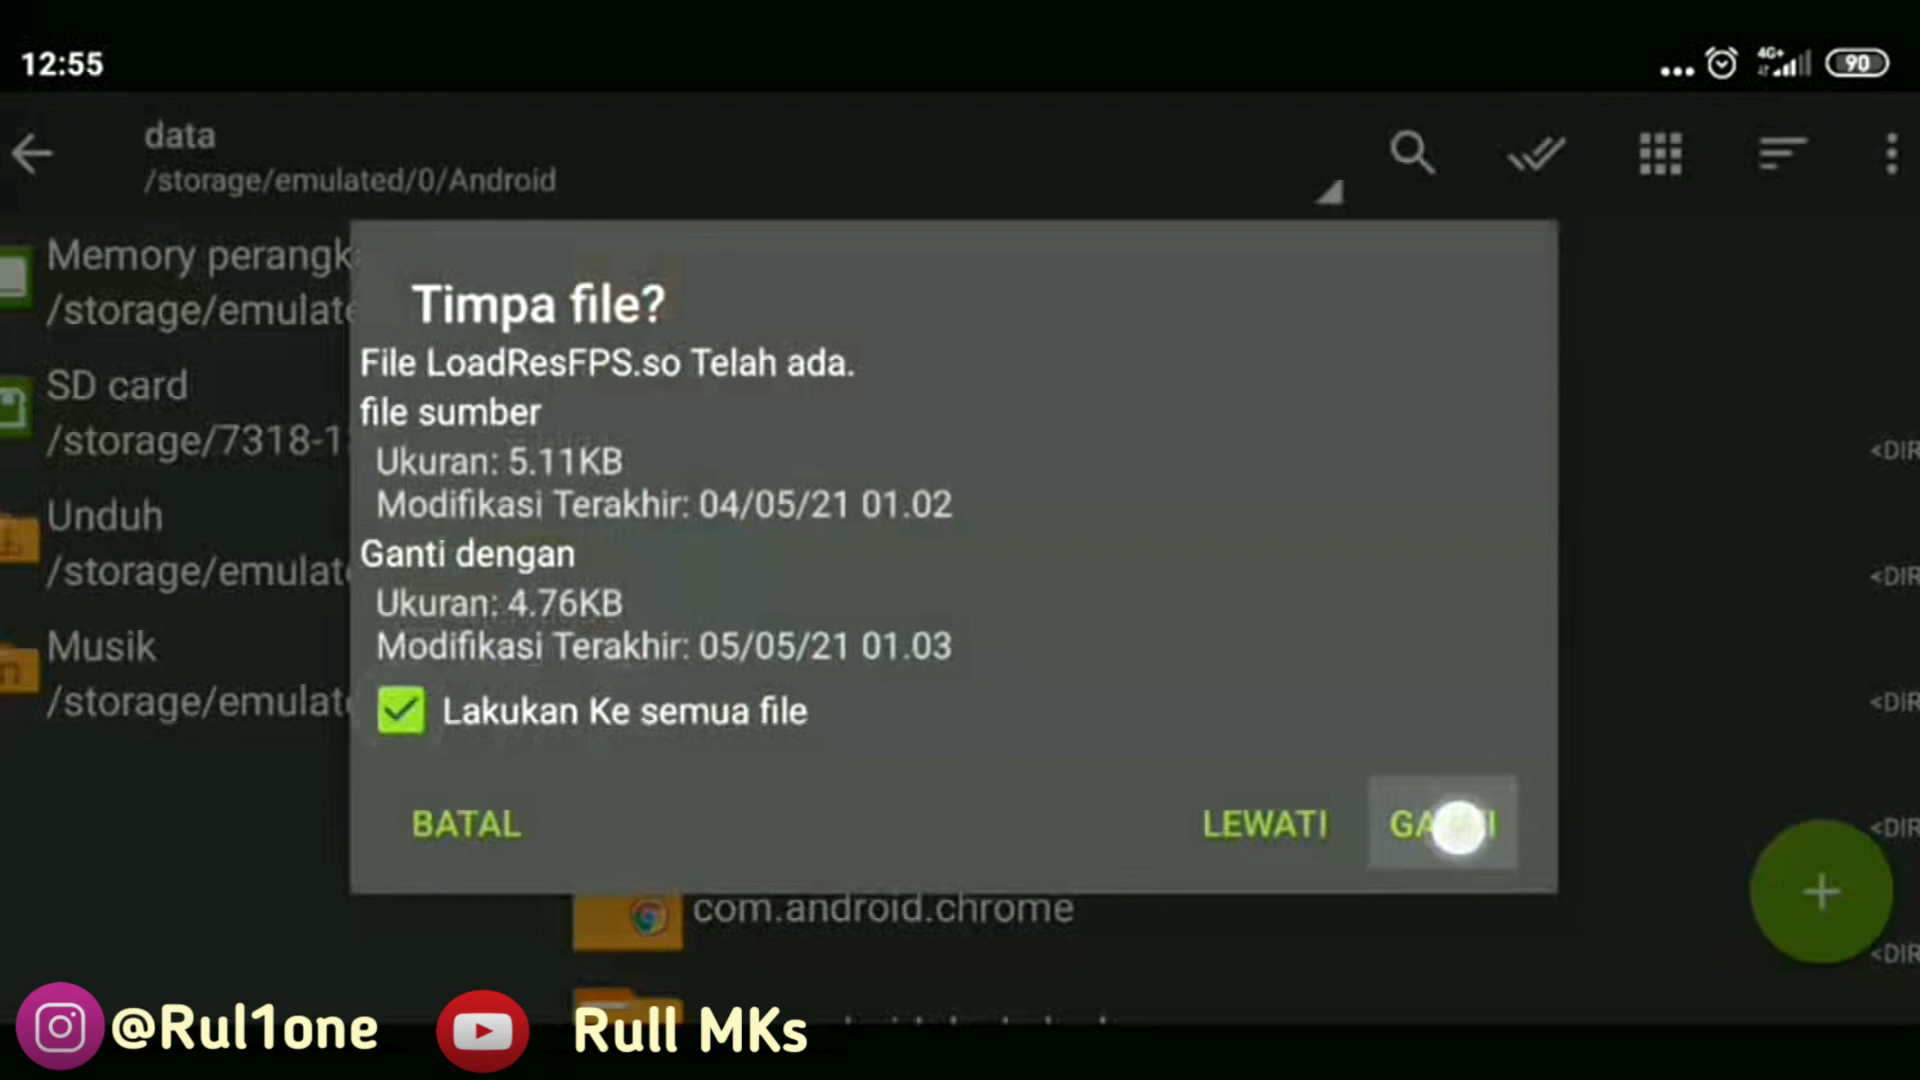 12:55
4G+
90
data
/storage/emulated/0/Android
Memory perangk
/storage/emulate
SD card
/storage/7318-1
Unduh
/storage/emulat
Musik
/storage/emulat
Timpa file?
File LoadResFPS.so Telah ada.
file sumber
Ukuran: 5.11KB
Modifikasi Terakhir: 04/05/21 01.02
Ganti dengan
Ukuran: 4.76KB
Modifikasi Terakhir: 05/05/21 01.03
Lakukan Ke semua file
BATAL
LEWATI
<DIR
<DIR
<DIR
<DIR
<DIR
com.android.chrome
@Rul1one
Rull MKs